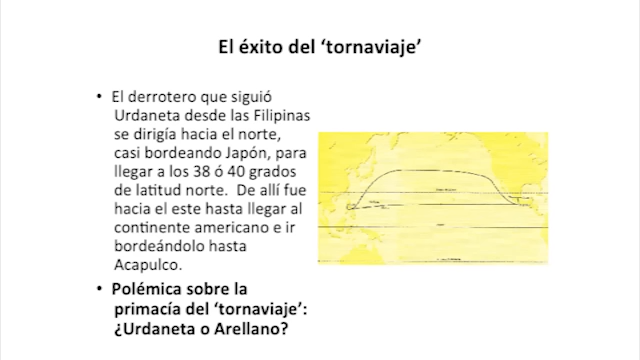 El éxito del ‘tornaviaje’
• El derrotero que siguió
Urdaneta desde las Filipinas
se dirigía hacia el norte,
casi bordeando Japón, para
llegar a los 38 ó 40 grados
de latitud norte. De allí fue
hacia el este hasta llegar al
continente americano e ir
bordeándolo hasta
Acapulco.
• Polémica sobre la
primacía del ‘tornaviaje’:
¿Urdaneta o Arellano?